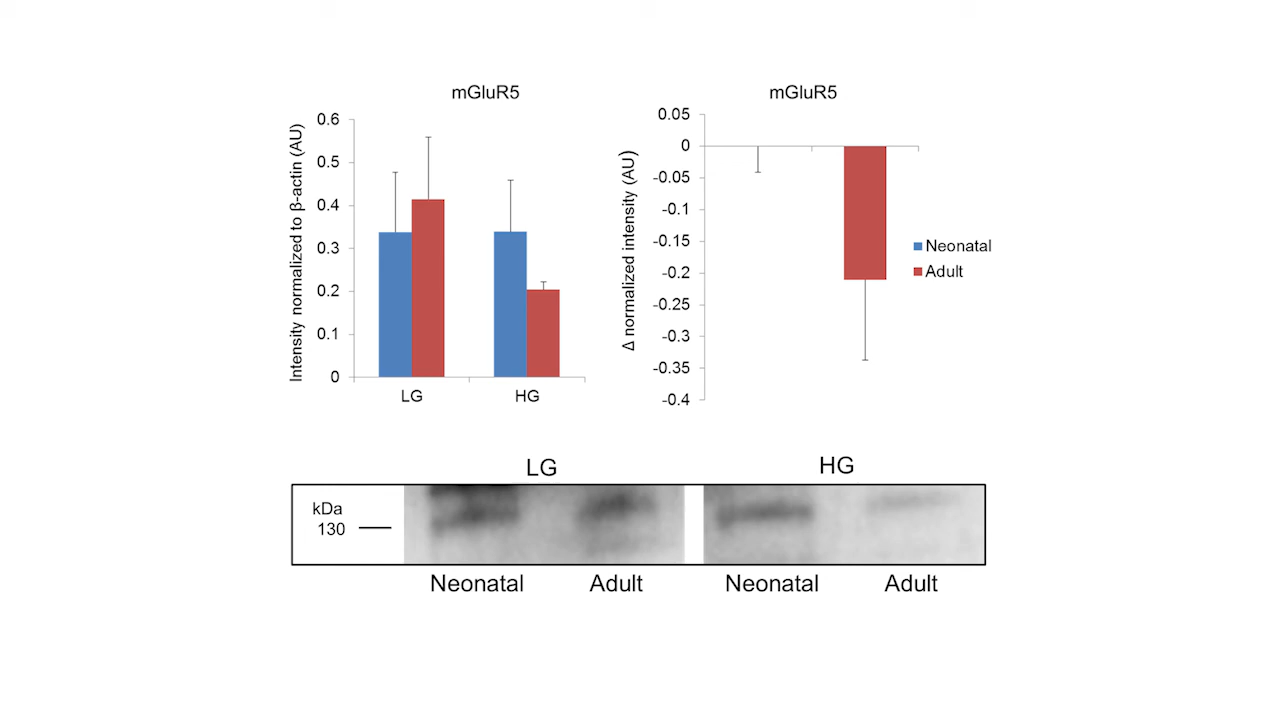 mGluR5
Intensity normalized to β-actin (AU)
0.6
0.5
0.4
0.3
0.2
0.1
0
LG
HG
mGluR5
Δ normalized intensity (AU)
0.05
0
-0.05
-0.1
-0.15
-0.2
-0.25
-0.3
-0.35
-0.4
Neonatal
Adult
LG
HG
kDa
130
Neonatal
Adult
Neonatal
Adult